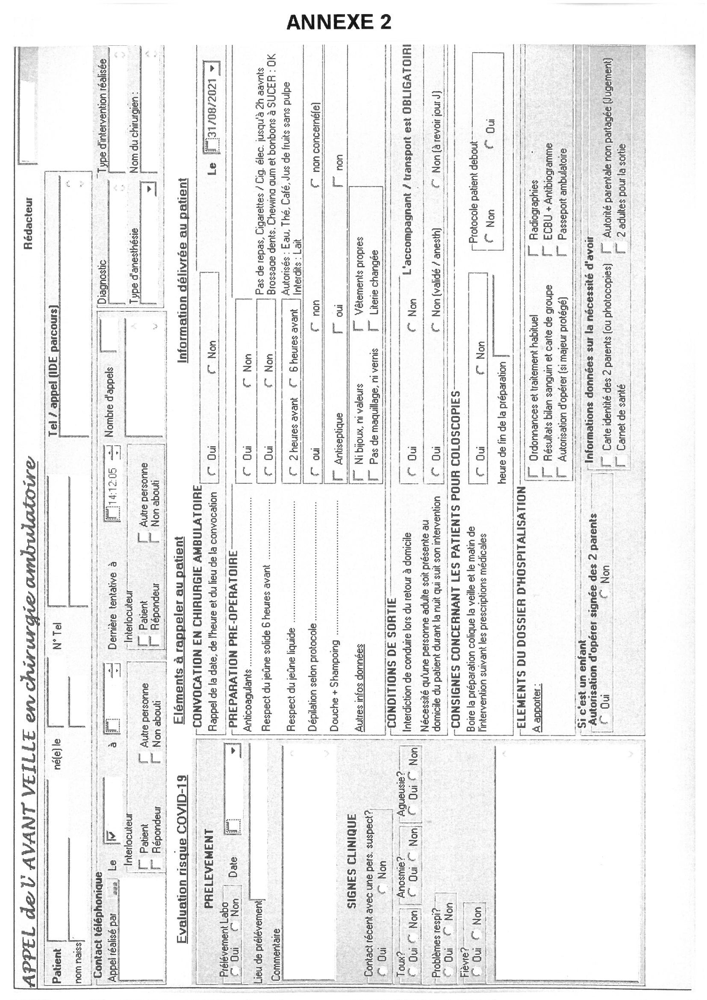 ANNEXE 2
APPEL de l'AVANT VEILLE en chirurgie ambulatoire
Rédacteur
Patient
né(e) le
N° Tel
Tel / appel (IDE parcours)
nom naiss
Contact téléphonique
Appel réalisé par ... Le
à
Dernière tentative à
14:12:05
Nombre d'appels
Interlocuteur
Patient
Autre personne
Répondeur
Non abouti
Interlocuteur
Patient
Autre personne
Répondeur
Non abouti
Diagnostic
Type d'intervention réalisée
Type d'anesthésie
Nom du chirurgien :
Evaluation risque COVID-19
PRELEVEMENT
Prélévement Labo
Oui Non
Date
Lieu de prélévement
Commentaire
SIGNES CLINIQUE
Contact récent avec une pers. suspect?
Oui Non
Toux?
Oui Non
Anosmie?
Oui Non
Agueusie?
Oui Non
Problèmes respi?
Oui Non
Fièvre?
Oui Non
Eléments à rappeler au patient
Information délivrée au patient
CONVOCATION EN CHIRURGIE AMBULATOIRE
Rappel de la date, de l'heure et du lieu de la convocation
Oui Non
Le 31/08/2021
PREPARATION PRE-OPERATOIRE
Anticoagulants ..........
Oui Non
Respect du jeûne solide 6 heures avant ..........
Oui Non
Pas de repas, Cigarettes / Cig. élec. jusqu'à 2h aavnts
Brossage dents, Chewing gum et bonbons à SUCER : OK
Respect du jeûne liquide ..........
2 heures avant 6 heures avant
Autorisés : Eau, Thé, Café, Jus de fruits sans pulpe
Interdits : Lait
Dépilation selon protocole ..........
oui non non concerné(e)
Douche + Shampoing ..........
Antiseptique oui non
Autres infos données
Ni bijoux, ni valeurs
Vêtements propres
Pas de maquillage, ni vernis
Literie changée
CONDITIONS DE SORTIE
Interdiction de conduire lors du retour à domicile
Oui Non
L'accompagnant / transport est OBLIGATOIRE
Nécessité qu'une personne adulte soit présente au
domicile du patient durant la nuit qui suit son intervention
Oui Non (validé / anesth) Non (à revoir jour J)
CONSIGNES CONCERNANT LES PATIENTS POUR COLOSCOPIES
Boire la préparation colique la veille et le matin de
l'intervention suivant les prescriptions médicales
Oui Non
heure de fin de la préparation
Protocole patient debout
Non Oui
ELEMENTS DU DOSSIER D'HOSPITALISATION
A apporter :
Ordonnances et traitement habituel
Radiographies
Résultats bilan sanguin et carte de groupe
ECBU + Antibiogramme
Autorisation d'opérer (si majeur protégé)
Passeport ambulatoire
Si c'est un enfant
Autorisation d'opérer signée des 2 parents
Oui Non
Informations données sur la nécessité d'avoir
Carte identité des 2 parents (ou photocopies)
Autorité parentale non partagée (Jugement)
Carnet de santé
2 adultes pour la sortie